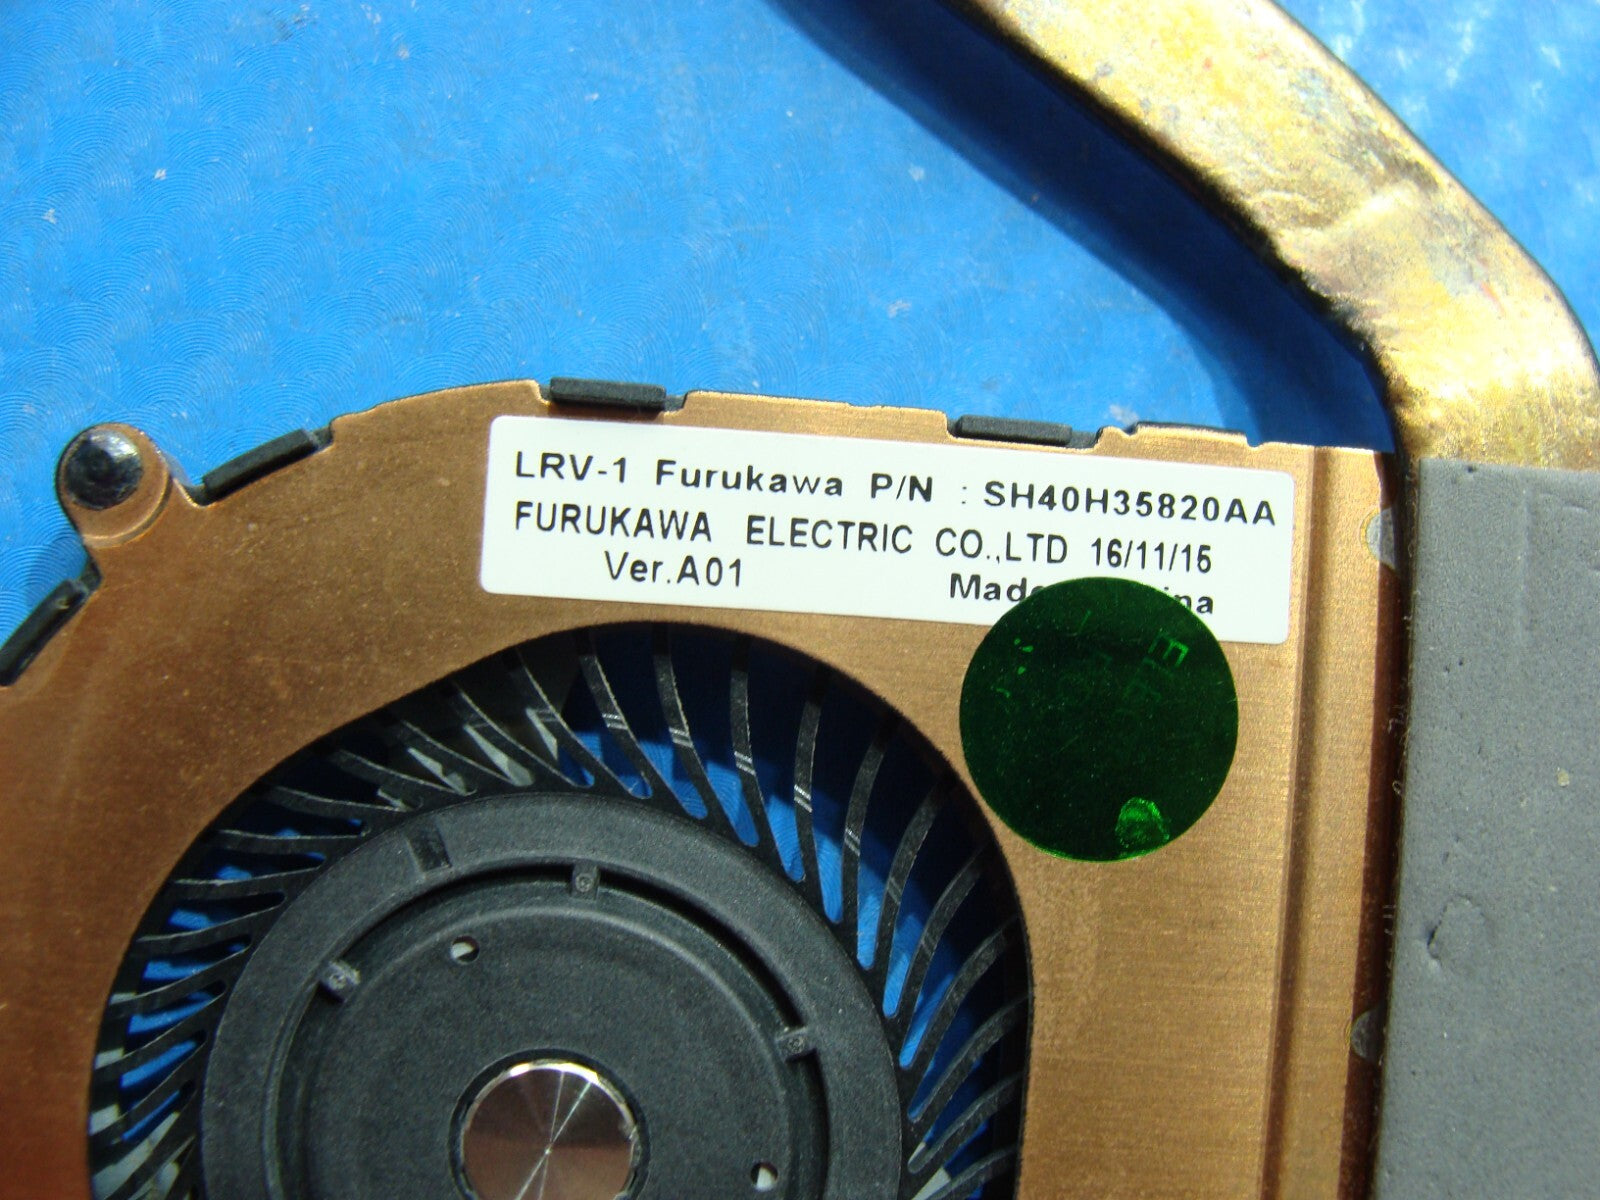 LRV-1 Furukawa P/N : SH40H35820AA
FURUKAWA ELECTRIC CO.,LTD 16/11/15
Ver.A01